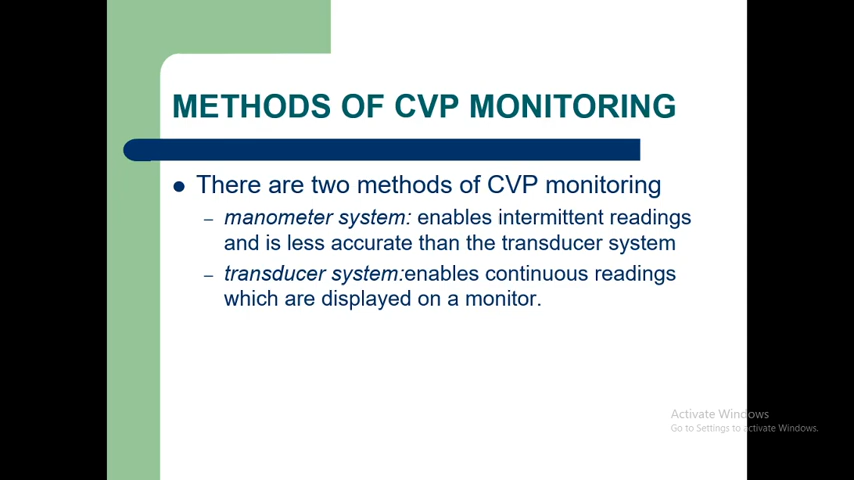 METHODS OF CVP MONITORING
● There are two methods of CVP monitoring
– manometer system: enables intermittent readings
and is less accurate than the transducer system
– transducer system:enables continuous readings
which are displayed on a monitor.
Activate Windows
Go to Settings to activate Windows.